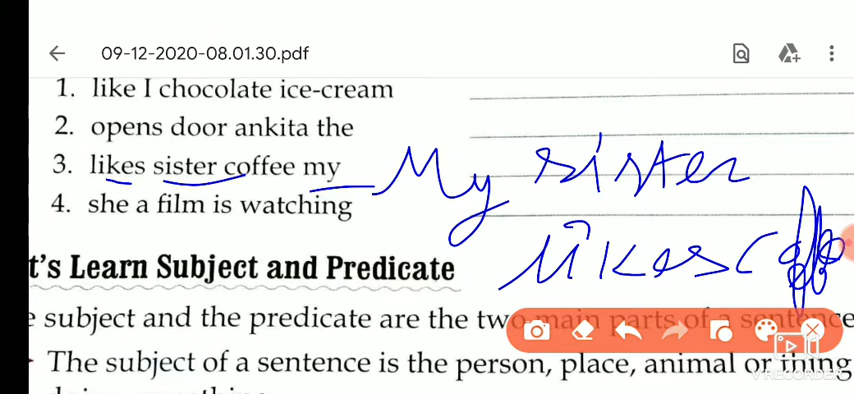 09-12-2020-08.01.30.pdf
1. like I chocolate ice-cream
2. opens door ankita the
3. likes sister coffee my
My sister
likes
4. she a film is watching
t's Learn Subject and Predicate
e subject and the predicate are the two main parts of a sentence
The subject of a sentence is the person, place, animal or thing